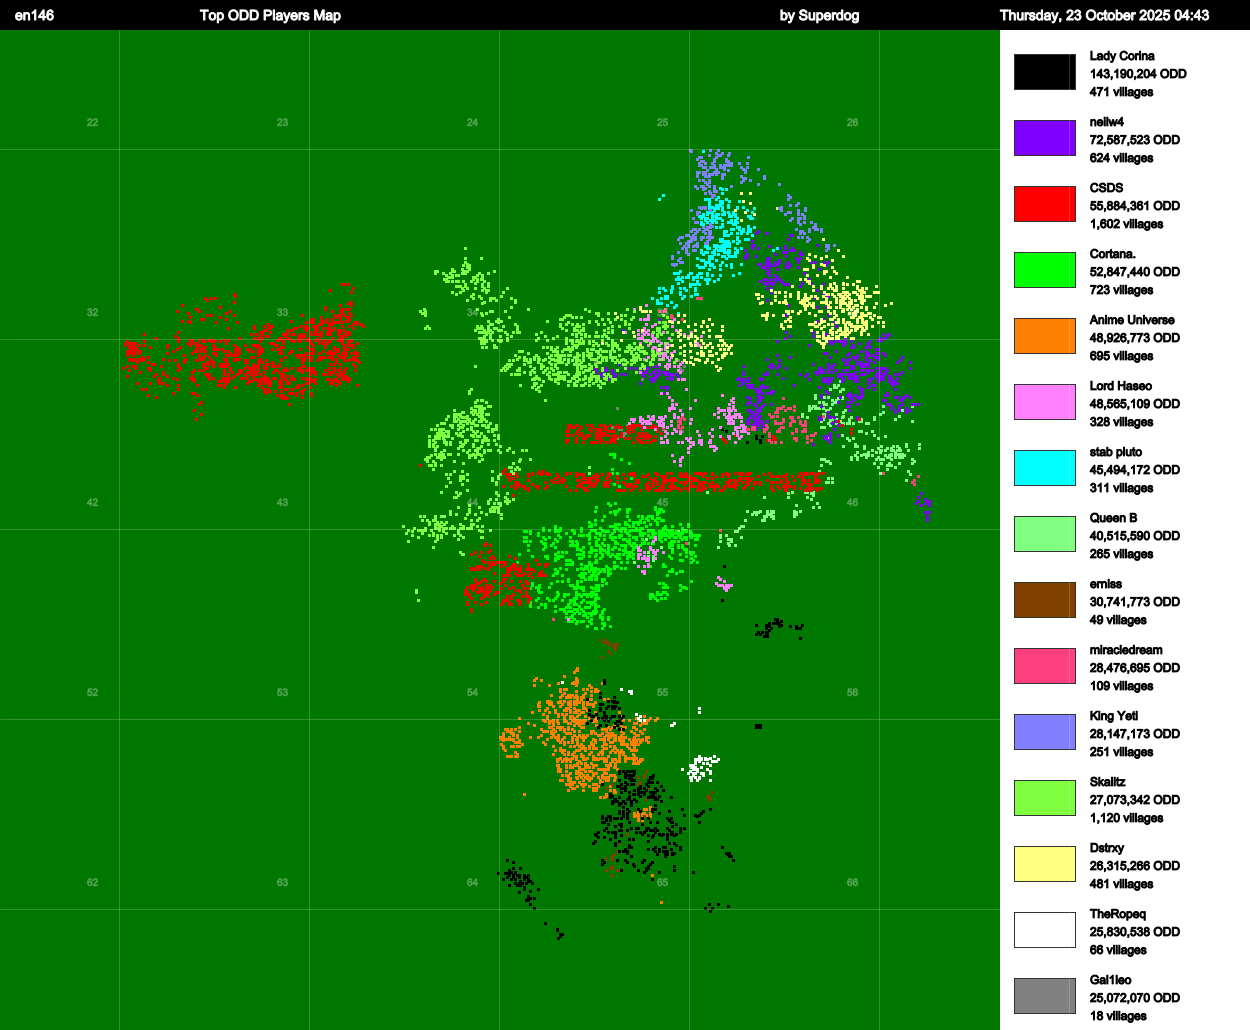 en146 Top ODD Players Map by Superdog Thursday, 23 October 2025 04:43
Lady Corina
143,190,204 ODD
471 villages
22 23 24 25 26
neilw4
72,587,523 ODD
624 villages
CSDS
55,884,361 ODD
1,602 villages
Cortana.
52,847,440 ODD
723 villages
32 33 34
Anime Universe
48,926,773 ODD
695 villages
Lord Haseo
48,565,109 ODD
328 villages
stab pluto
45,494,172 ODD
311 villages
42 43 44 45 46
Queen B
40,515,590 ODD
265 villages
erniss
30,741,773 ODD
49 villages
miracledream
28,476,695 ODD
109 villages
52 53 54 55 56
King Yeti
28,147,173 ODD
251 villages
Skalitz
27,073,342 ODD
1,120 villages
Dstrxy
26,315,266 ODD
481 villages
62 63 64 65 66
TheRopeq
25,830,538 ODD
66 villages
Gal1leo
25,072,070 ODD
18 villages